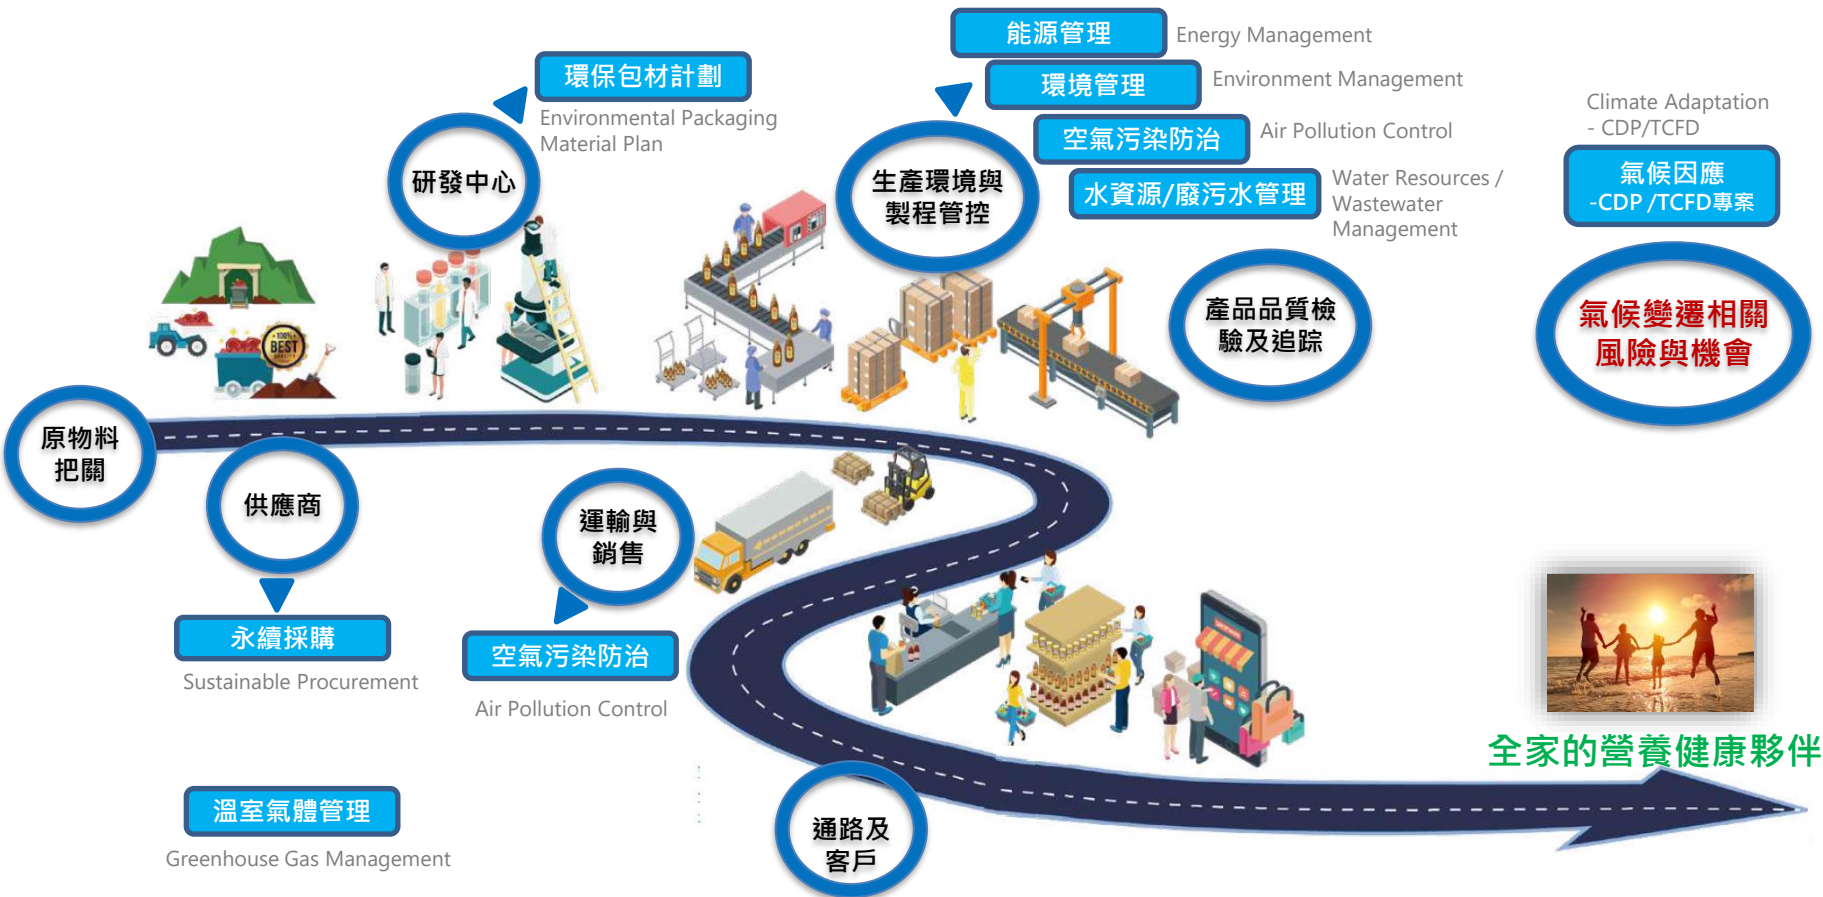 能源管理
Energy Management
環保包材計劃
Environmental Packaging
Material Plan
環境管理
Environment Management
空氣污染防治
Air Pollution Control
水資源/廢污水管理
Water Resources /
Wastewater
Management
Climate Adaptation
- CDP/TCFD
氣候因應
-CDP /TCFD專案
研發中心
生產環境與
製程管控
產品品質檢
驗及追踪
氣候變遷相關
風險與機會
100%
BEST
原物料
把關
供應商
運輸與
銷售
永續採購
Sustainable Procurement
空氣污染防治
Air Pollution Control
全家的營養健康夥伴
溫室氣體管理
Greenhouse Gas Management
通路及
客戶